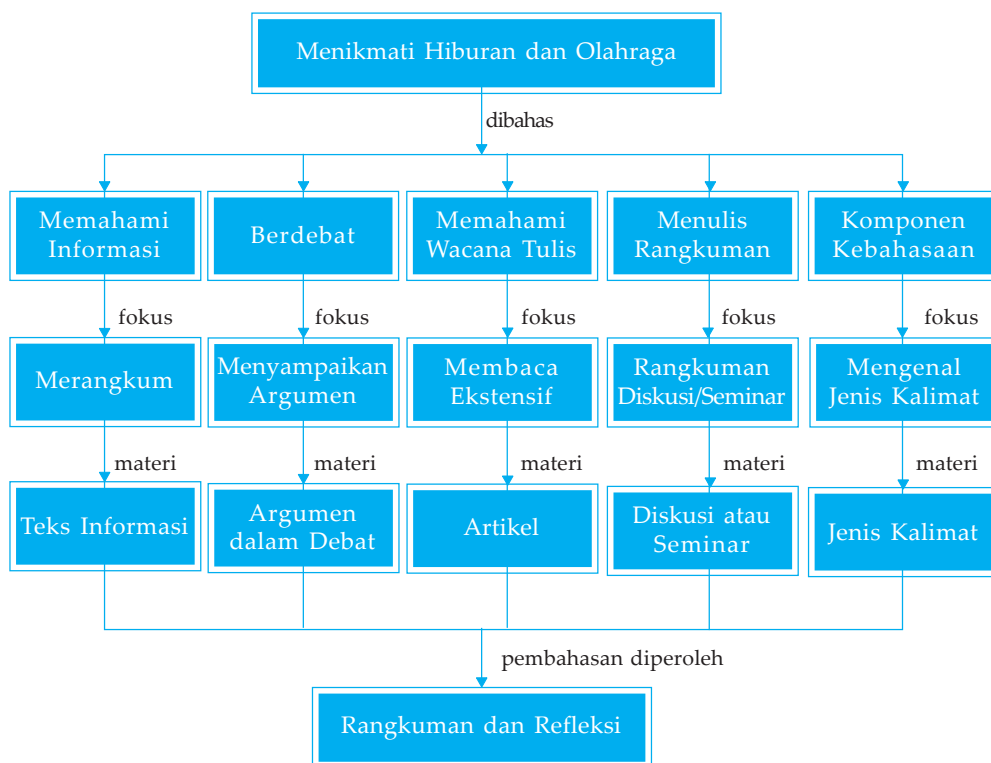 Menikmati Hiburan dan Olahraga
dibahas
Memahami
Informasi
Berdebat
Memahami
Wacana Tulis
Menulis
Rangkuman
Komponen
Kebahasaan
fokus
fokus
fokus
fokus
fokus
Merangkum
Menyampaikan
Argumen
Membaca
Ekstensif
Rangkuman
Diskusi/Seminar
Mengenal
Jenis Kalimat
materi
materi
materi
materi
materi
Teks Informasi
Argumen
dalam Debat
Artikel
Diskusi atau
Seminar
Jenis Kalimat
pembahasan diperoleh
Rangkuman dan Refleksi